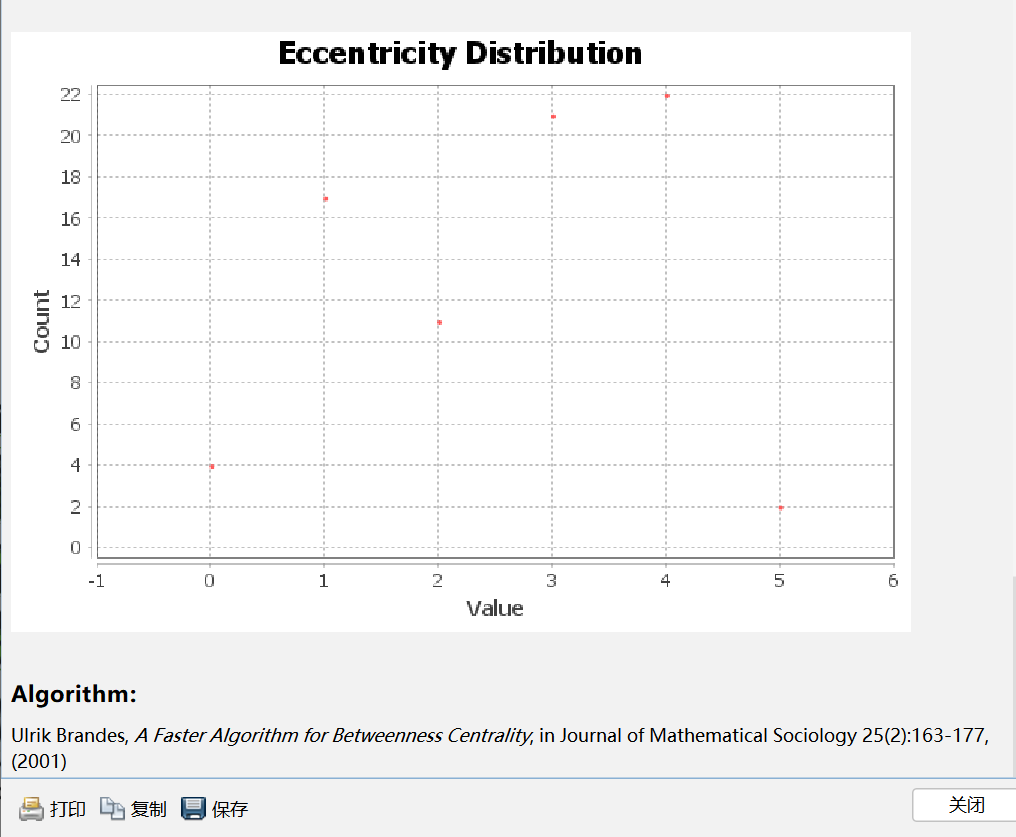 Eccentricity Distribution
22
20
18
16
14
12
10
8
6
4
2
0
Count
-1 0 1 2 3 4 5 6
Value
Algorithm:
Ulrik Brandes, A Faster Algorithm for Betweenness Centrality, in Journal of Mathematical Sociology 25(2):163-177,
(2001)
打印 复制 保存 关闭